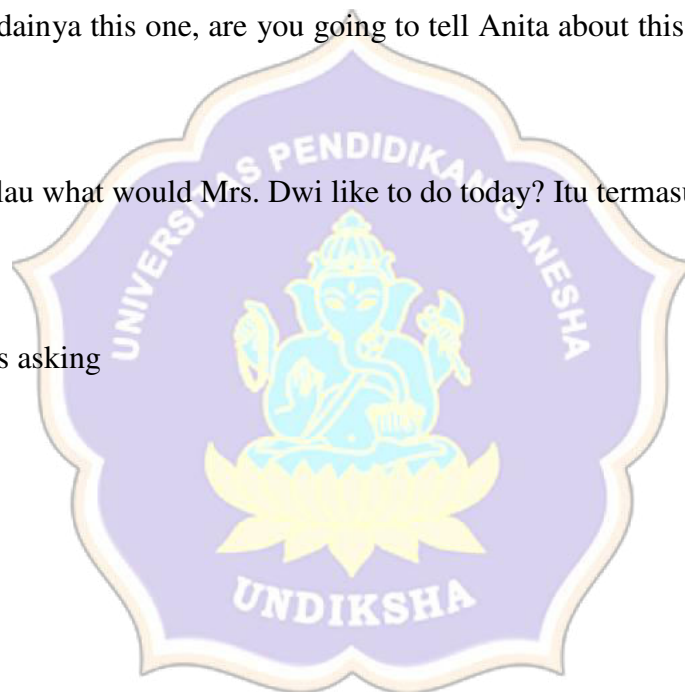 dainya this one, are you going to tell Anita about this
UNIVERSITAS PENDIDIKAN GANESHA
lau what would Mrs. Dwi like to do today? Itu termasu
s asking
UNDIKSHA